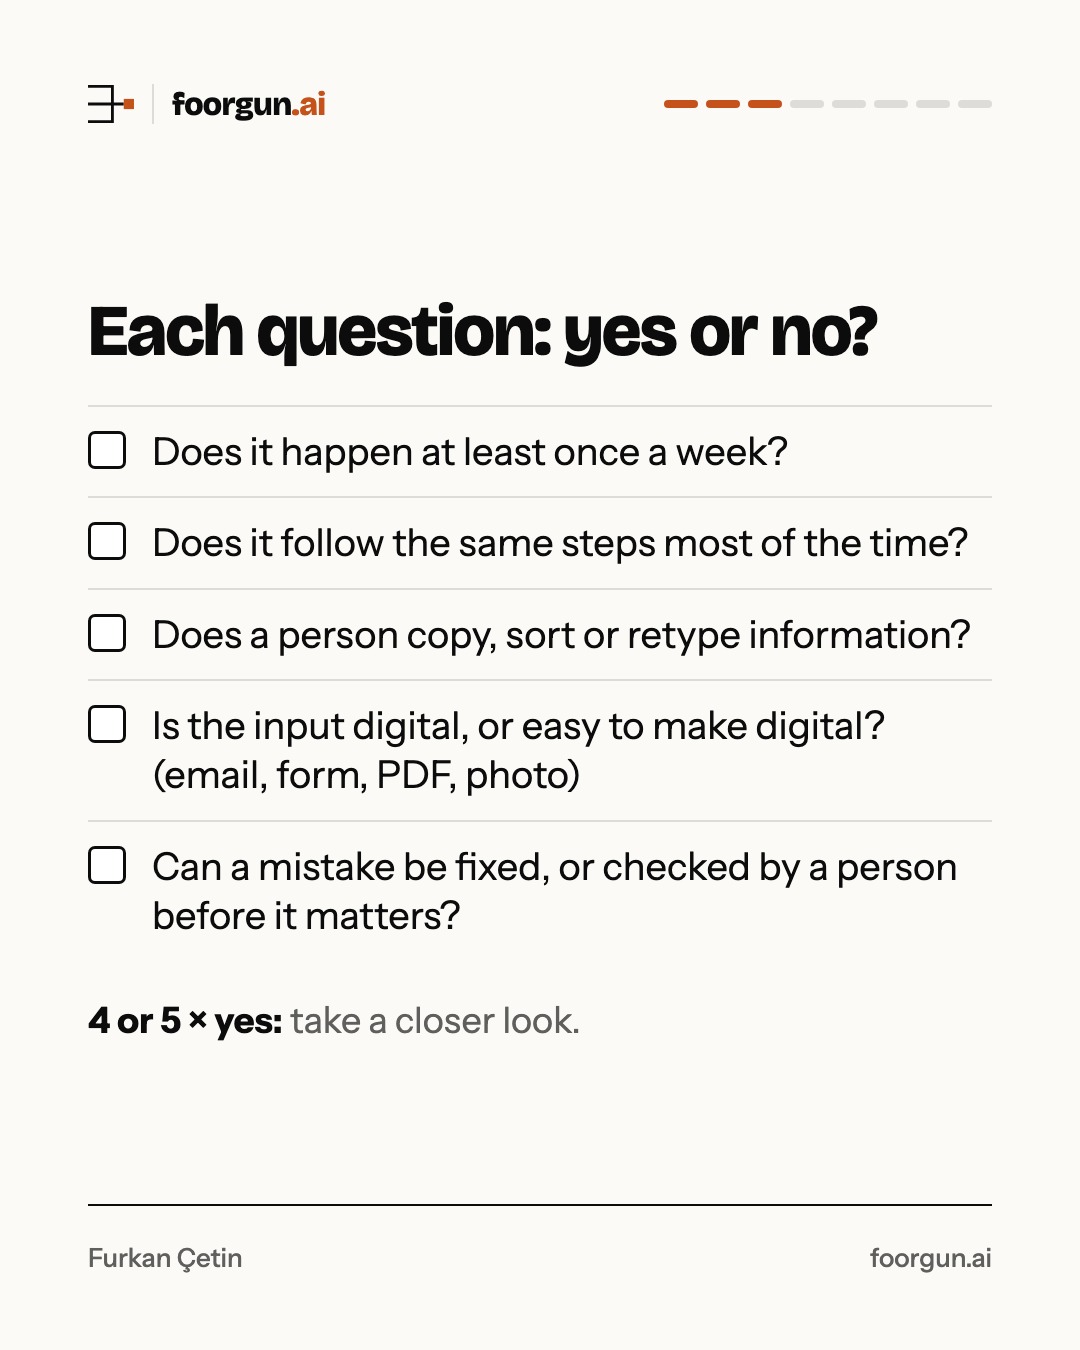 foorgun.ai
Each question: yes or no?
Does it happen at least once a week?
Does it follow the same steps most of the time?
Does a person copy, sort or retype information?
Is the input digital, or easy to make digital?
(email, form, PDF, photo)
Can a mistake be fixed, or checked by a person
before it matters?
4 or 5 × yes: take a closer look.
Furkan Çetin
foorgun.ai